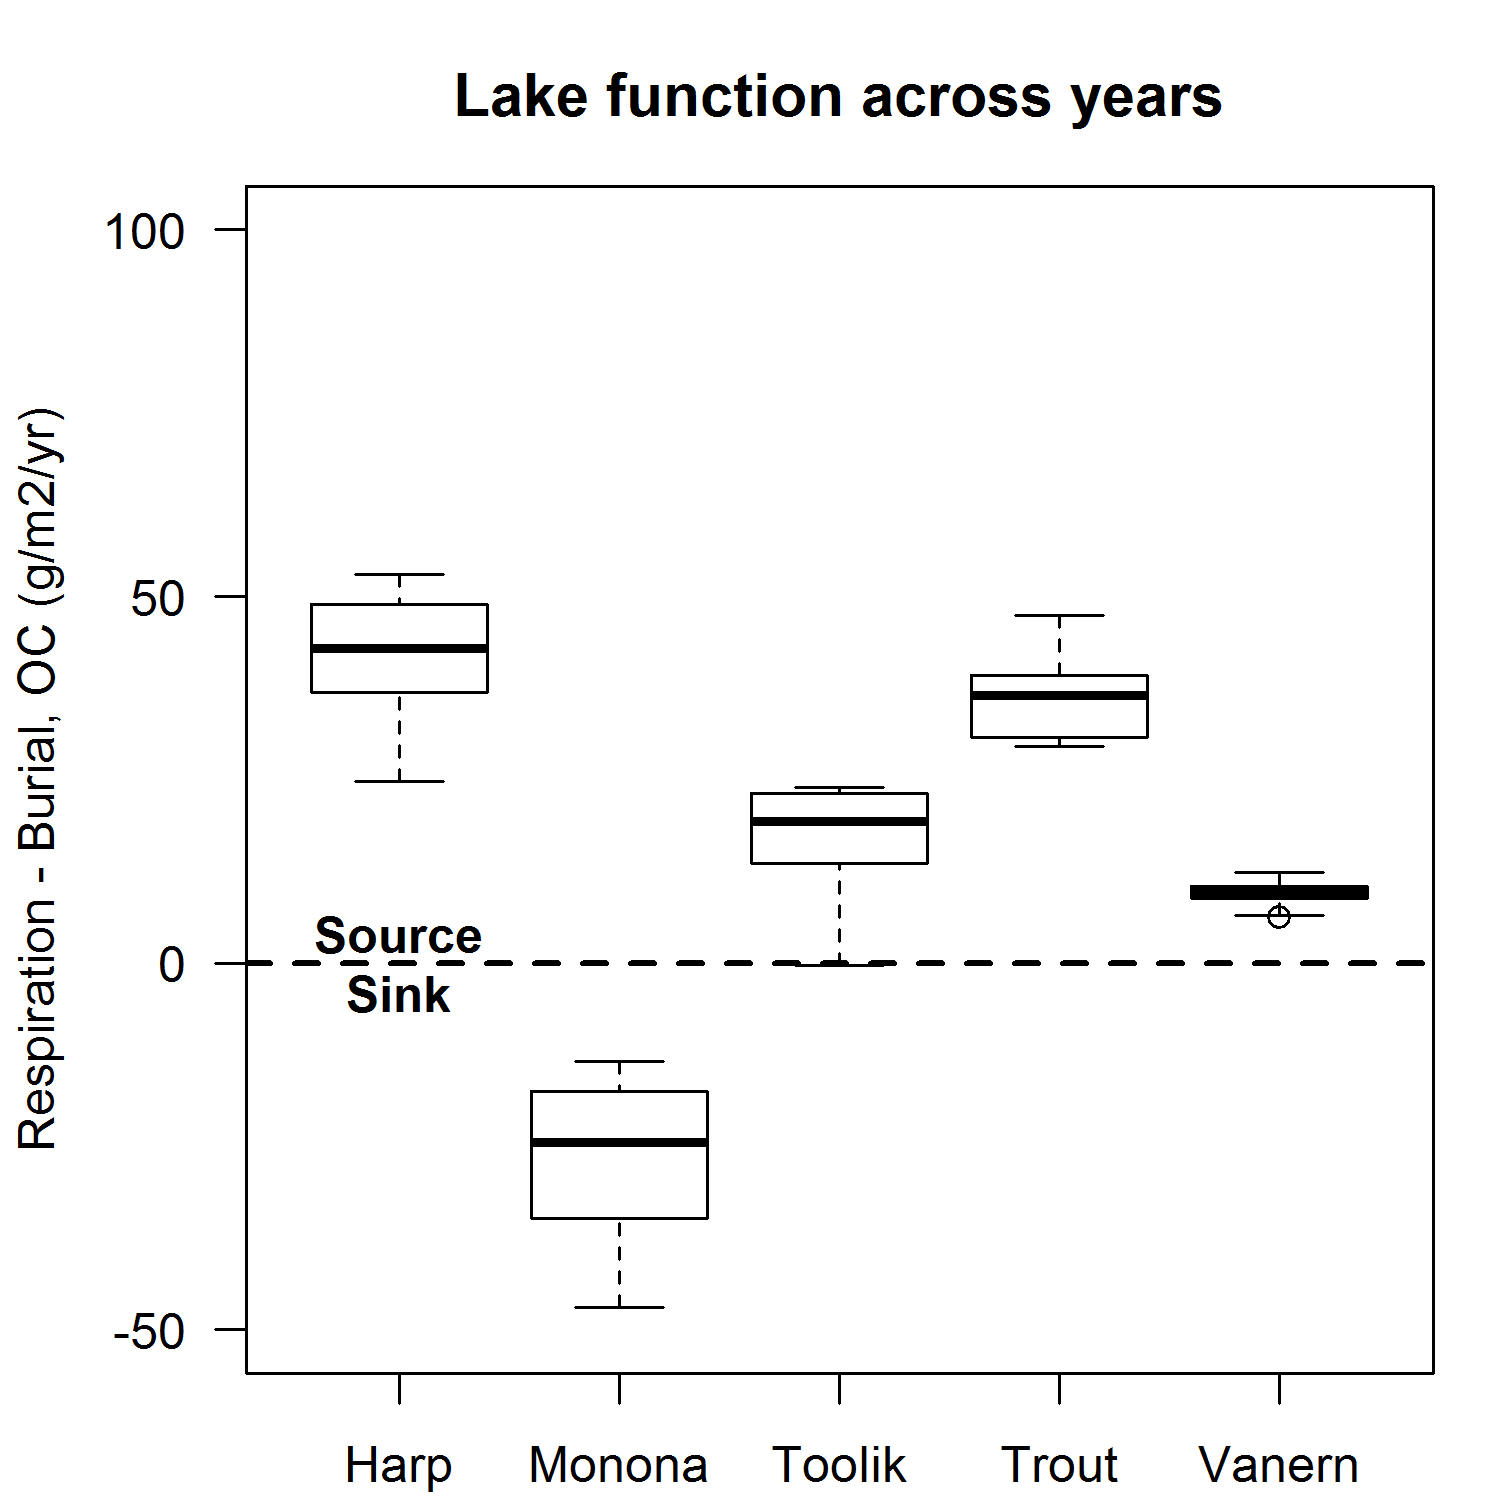 Lake function across years
Respiration - Burial, OC (g/m2/yr)
100
50
0
-50
Source
Sink
Harp
Monona
Toolik
Trout
Vanern